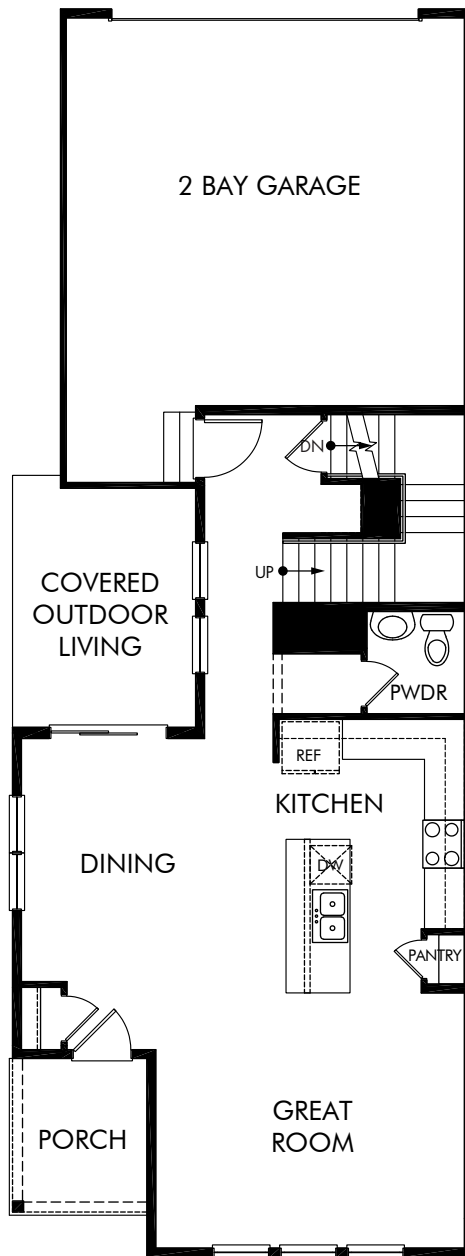 2 BAY GARAGE
DN
COVERED
OUTDOOR
LIVING
UP
PWDR
REF
KITCHEN
DINING
DW
PANTRY
PORCH
GREAT
ROOM